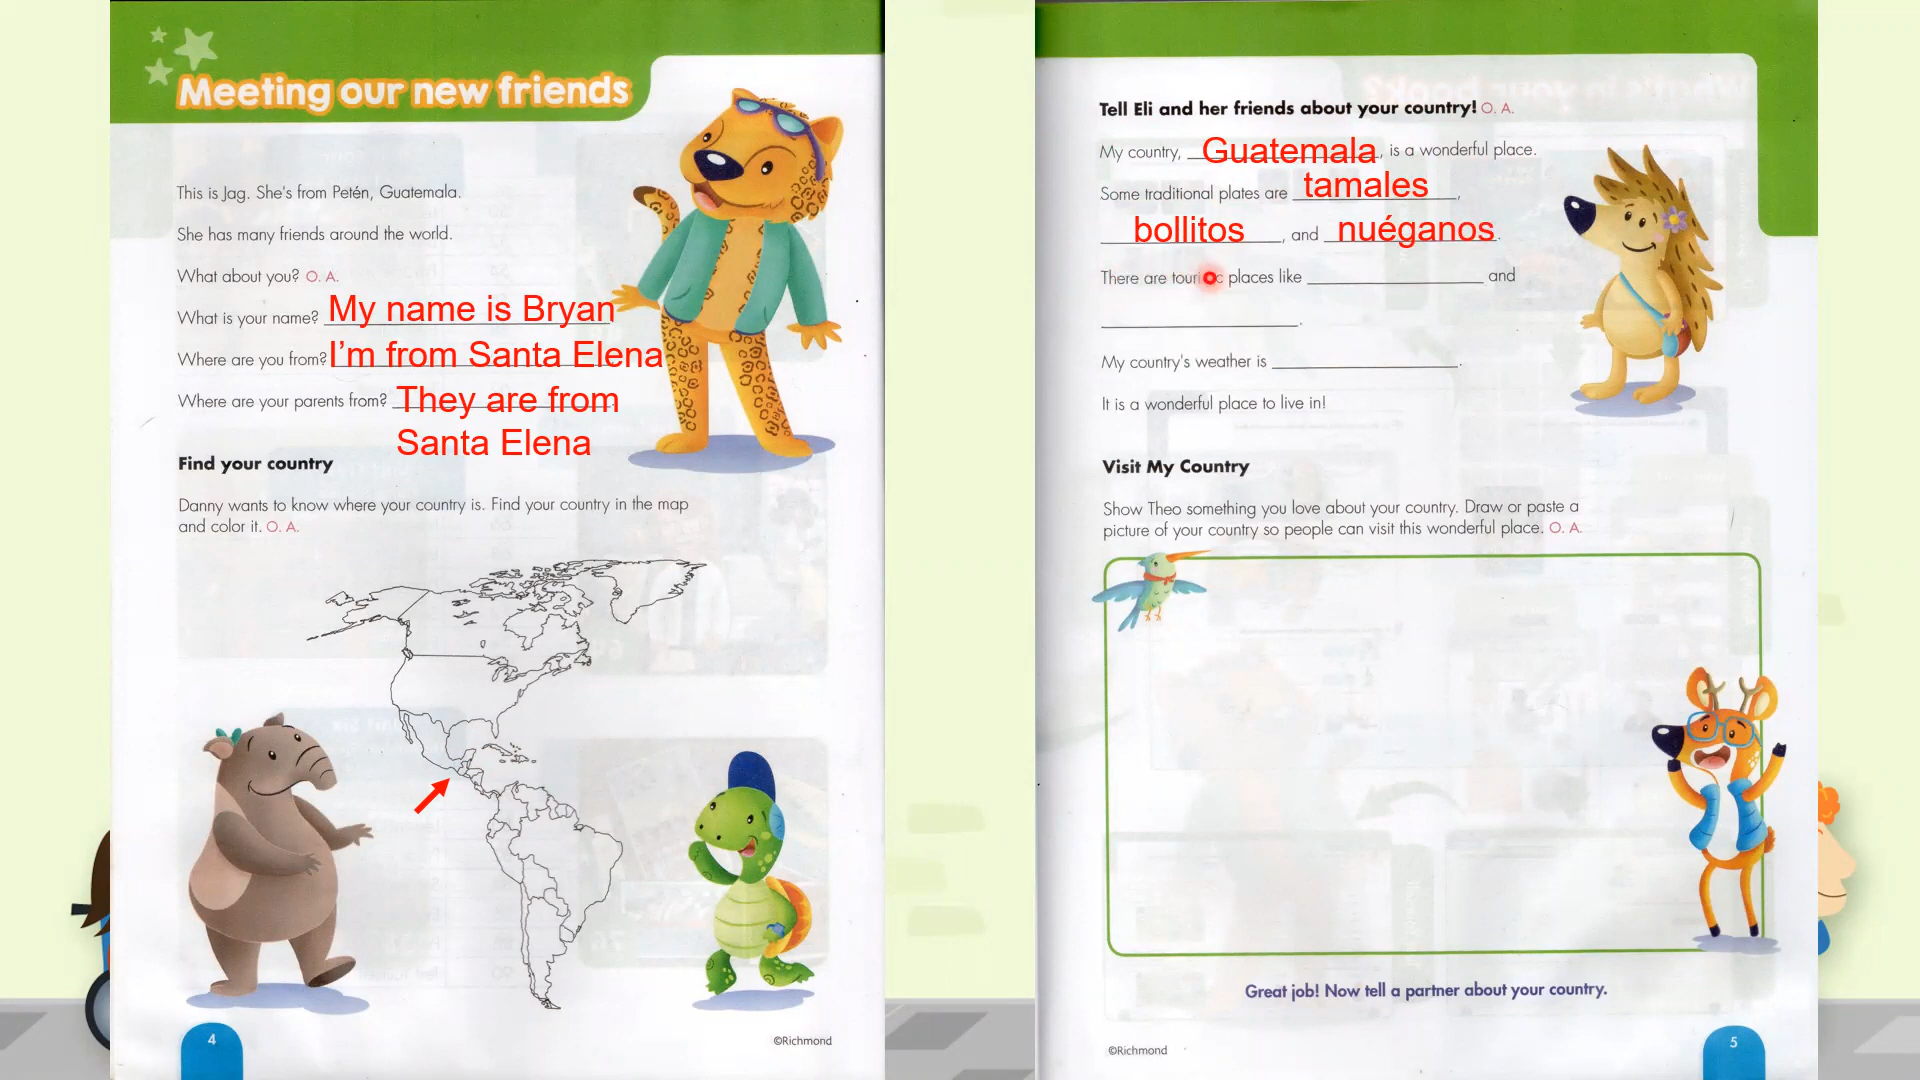 Meeting our new friends
This is Jag. She's from Petén, Guatemala.
She has many friends around the world.
What about you? O. A.
What is your name? My name is Bryan
Where are you from? I'm from Santa Elena
Where are your parents from? They are from
Santa Elena
Find your country
Danny wants to know where your country is. Find your country in the map
and color it. O. A.
4
©Richmond
Tell Eli and her friends about your country! O. A.
My country, Guatemala, is a wonderful place.
Some traditional plates are tamales,
bollitos, and nuéganos.
There are places like and
.
My country's weather is .
It is a wonderful place to live in!
Visit My Country
Show Theo something you love about your country. Draw or paste a
picture of your country so people can visit this wonderful place. O. A.
Great job! Now tell a partner about your country.
©Richmond
5